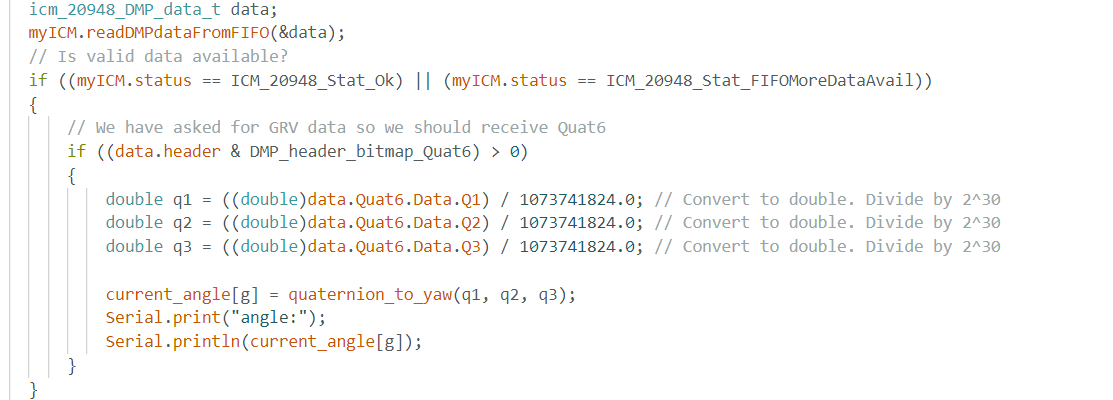 icm_20948_DMP_data_t data;
myICM.readDMPdataFromFIFO(&data);
// Is valid data available?
if ((myICM.status == ICM_20948_Stat_Ok) || (myICM.status == ICM_20948_Stat_FIFOMoreDataAvail))
{
// We have asked for GRV data so we should receive Quat6
if ((data.header & DMP_header_bitmap_Quat6) > 0)
{
double q1 = ((double)data.Quat6.Data.Q1) / 1073741824.0; // Convert to double. Divide by 2^30
double q2 = ((double)data.Quat6.Data.Q2) / 1073741824.0; // Convert to double. Divide by 2^30
double q3 = ((double)data.Quat6.Data.Q3) / 1073741824.0; // Convert to double. Divide by 2^30
current_angle[g] = quaternion_to_yaw(q1, q2, q3);
Serial.print("angle:");
Serial.println(current_angle[g]);
}
}